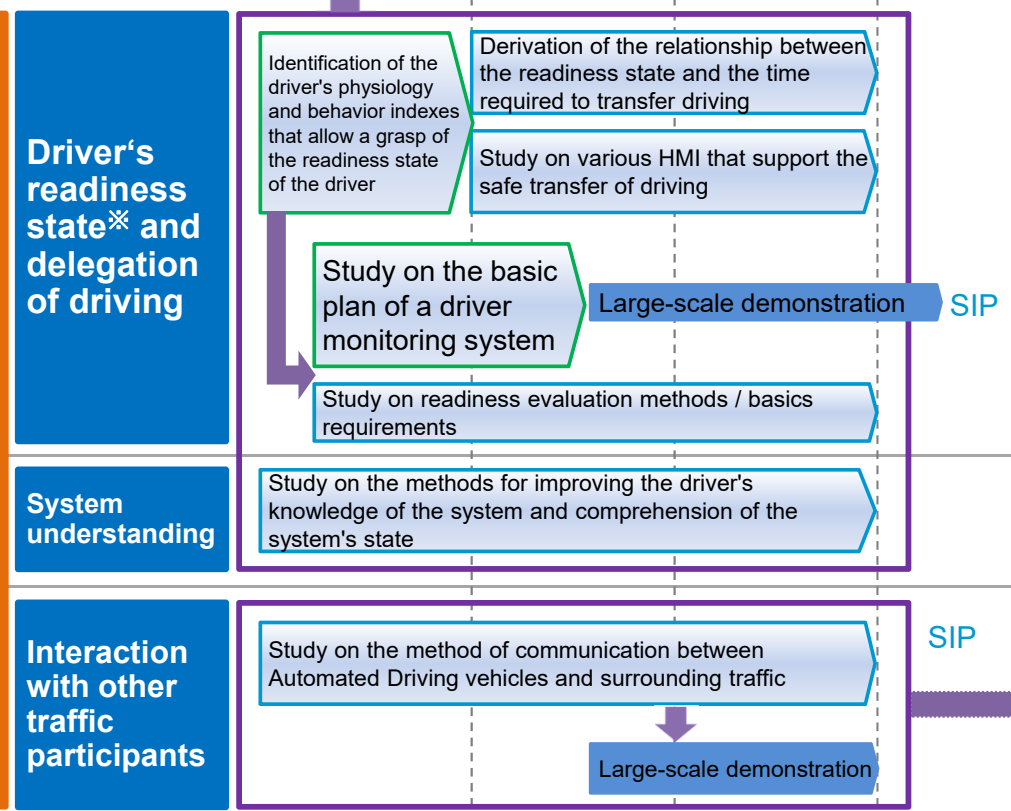 Driver‘s
readiness
state※ and
delegation
of driving
Identification of the
driver's physiology
and behavior indexes
that allow a grasp of
the readiness state
of the driver
Derivation of the relationship between
the readiness state and the time
required to transfer driving
Study on various HMI that support the
safe transfer of driving
Study on the basic
plan of a driver
monitoring system
Large-scale demonstration
SIP
Study on readiness evaluation methods / basics
requirements
System
understanding
Study on the methods for improving the driver's
knowledge of the system and comprehension of the
system's state
Interaction
with other
traffic
participants
Study on the method of communication between
Automated Driving vehicles and surrounding traffic
SIP
Large-scale demonstration